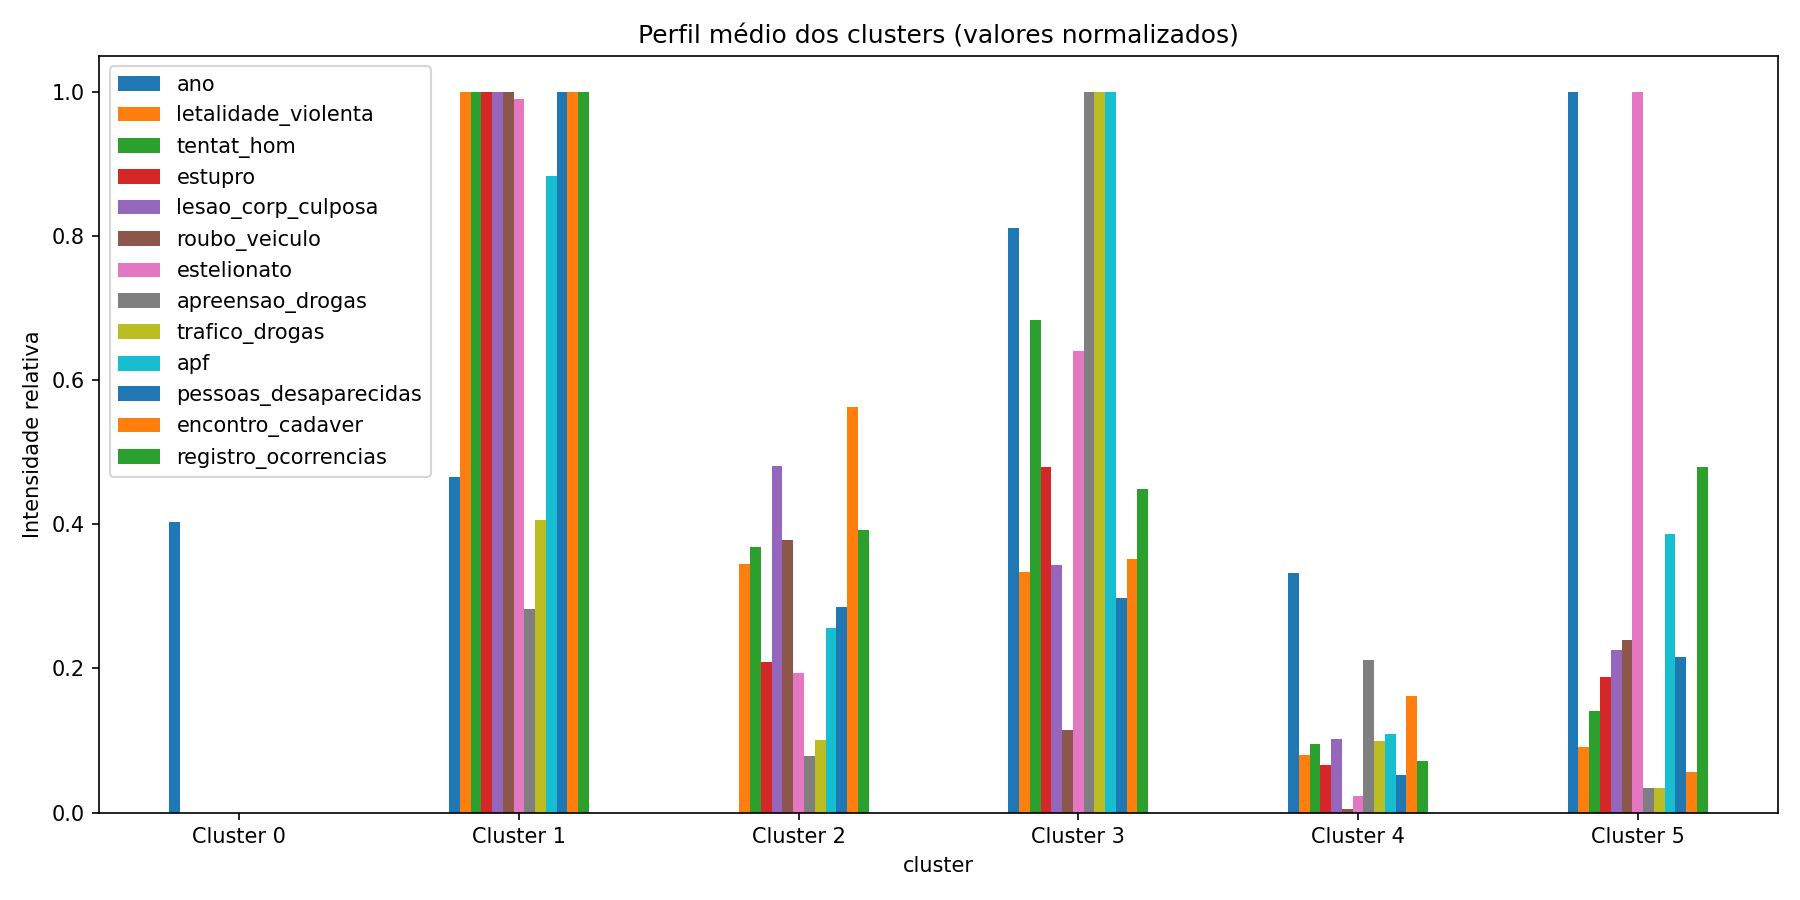 Perfil médio dos clusters (valores normalizados)
ano
letalidade_violenta
tentat_hom
estupro
lesao_corp_culposa
roubo_veiculo
estelionato
apreensao_drogas
trafico_drogas
apf
pessoas_desaparecidas
encontro_cadaver
registro_ocorrencias
Intensidade relativa
1.0
0.8
0.6
0.4
0.2
0.0
Cluster 0
Cluster 1
Cluster 2
Cluster 3
Cluster 4
Cluster 5
cluster